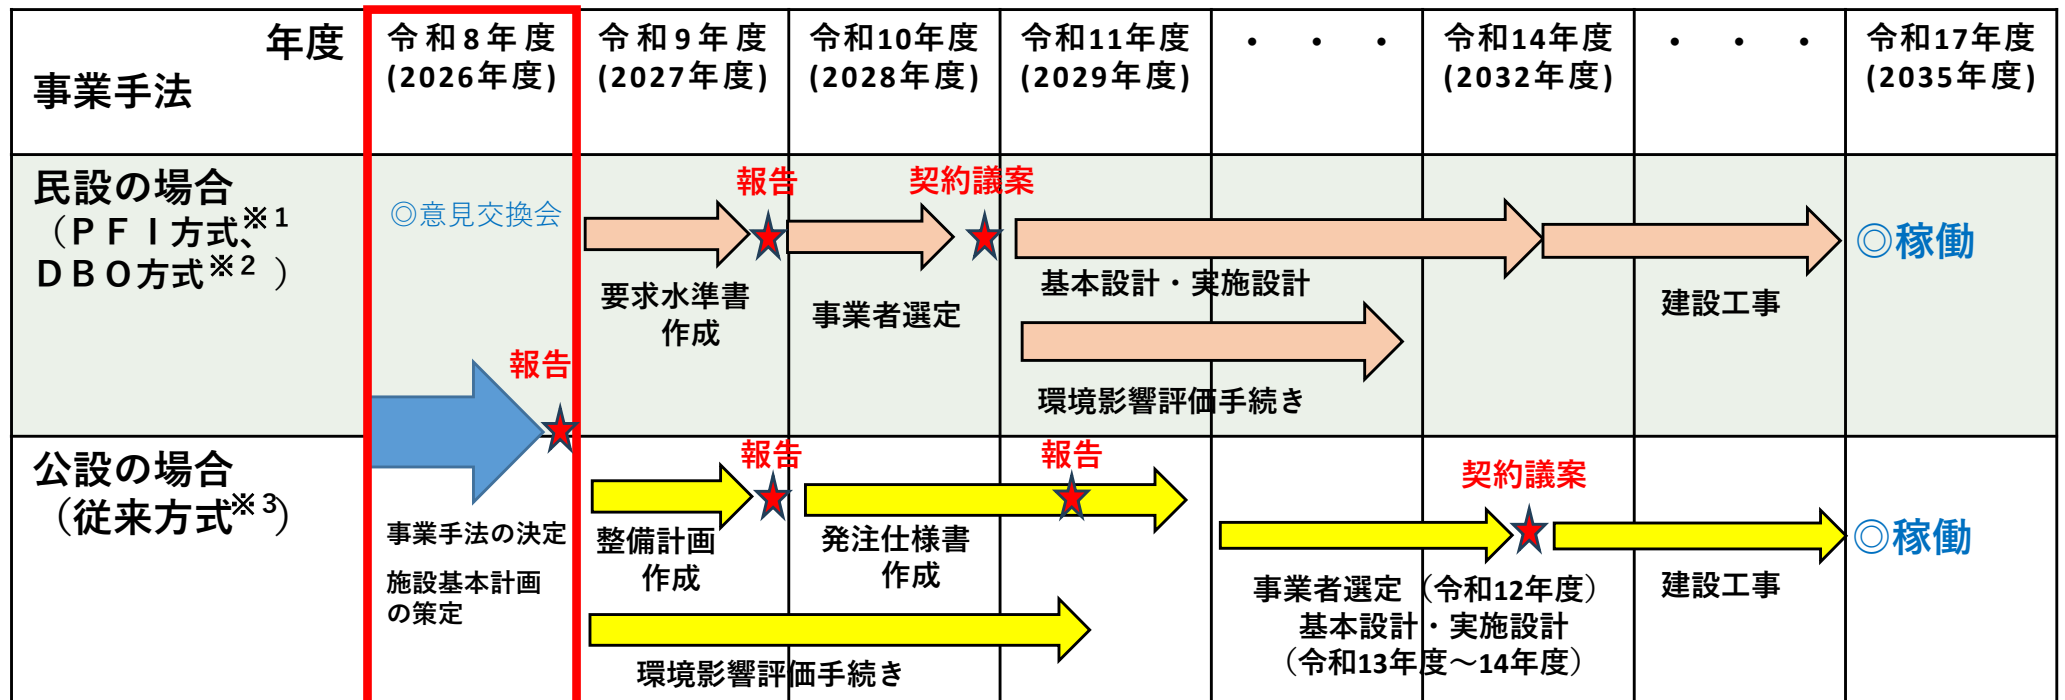 年度
事業手法
令和8年度
(2026年度)
令和9年度
(2027年度)
令和10年度
(2028年度)
令和11年度
(2029年度)
・ ・ ・
令和14年度
(2032年度)
・ ・ ・
令和17年度
(2035年度)
民設の場合
（ＰＦＩ方式※1、
ＤＢＯ方式※2）
◎意見交換会
報告
契約議案
要求水準書
作成
事業者選定
基本設計・実施設計
環境影響評価手続き
建設工事
◎稼働
報告
事業手法の決定
施設基本計画
の策定
公設の場合
（従来方式※3）
報告
報告
契約議案
整備計画
作成
発注仕様書
作成
環境影響評価手続き
事業者選定（令和12年度）
基本設計・実施設計
（令和13年度～14年度）
建設工事
◎稼働